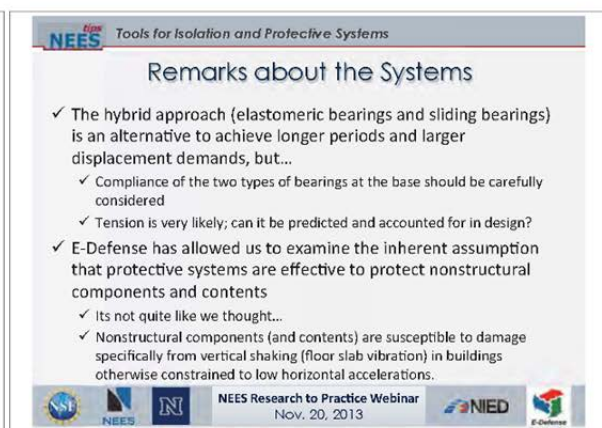 tips
NEES Tools for Isolation and Protective Systems
Remarks about the Systems
✓ The hybrid approach (elastomeric bearings and sliding bearings)
is an alternative to achieve longer periods and larger
displacement demands, but...
✓ Compliance of the two types of bearings at the base should be carefully
considered
✓ Tension is very likely; can it be predicted and accounted for in design?
✓ E-Defense has allowed us to examine the inherent assumption
that protective systems are effective to protect nonstructural
components and contents
✓ Its not quite like we thought...
✓ Nonstructural components (and contents) are susceptible to damage
specifically from vertical shaking (floor slab vibration) in buildings
otherwise constrained to low horizontal accelerations.
NSF
NEES
N
NEES Research to Practice Webinar
Nov. 20, 2013
NIED
E-Defense